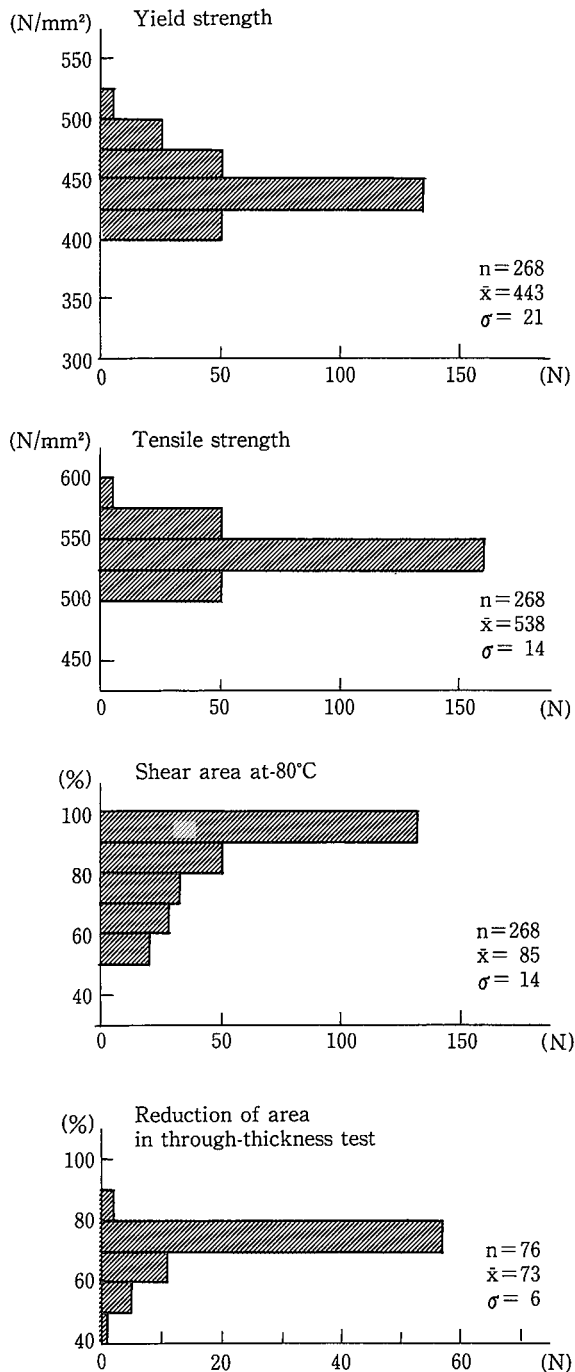 (N/mm²) Yield strength
550
500
450
400
350
300
n=268
x̄=443
σ= 21
0 50 100 150 (N)
(N/mm²) Tensile strength
600
550
500
450
n=268
x̄=538
σ= 14
0 50 100 150 (N)
(%) Shear area at-80°C
100
80
60
40
n=268
x̄= 85
σ= 14
0 50 100 150 (N)
(%) Reduction of area
in through-thickness test
100
80
60
40
n=76
x̄=73
σ= 6
0 20 40 60 (N)